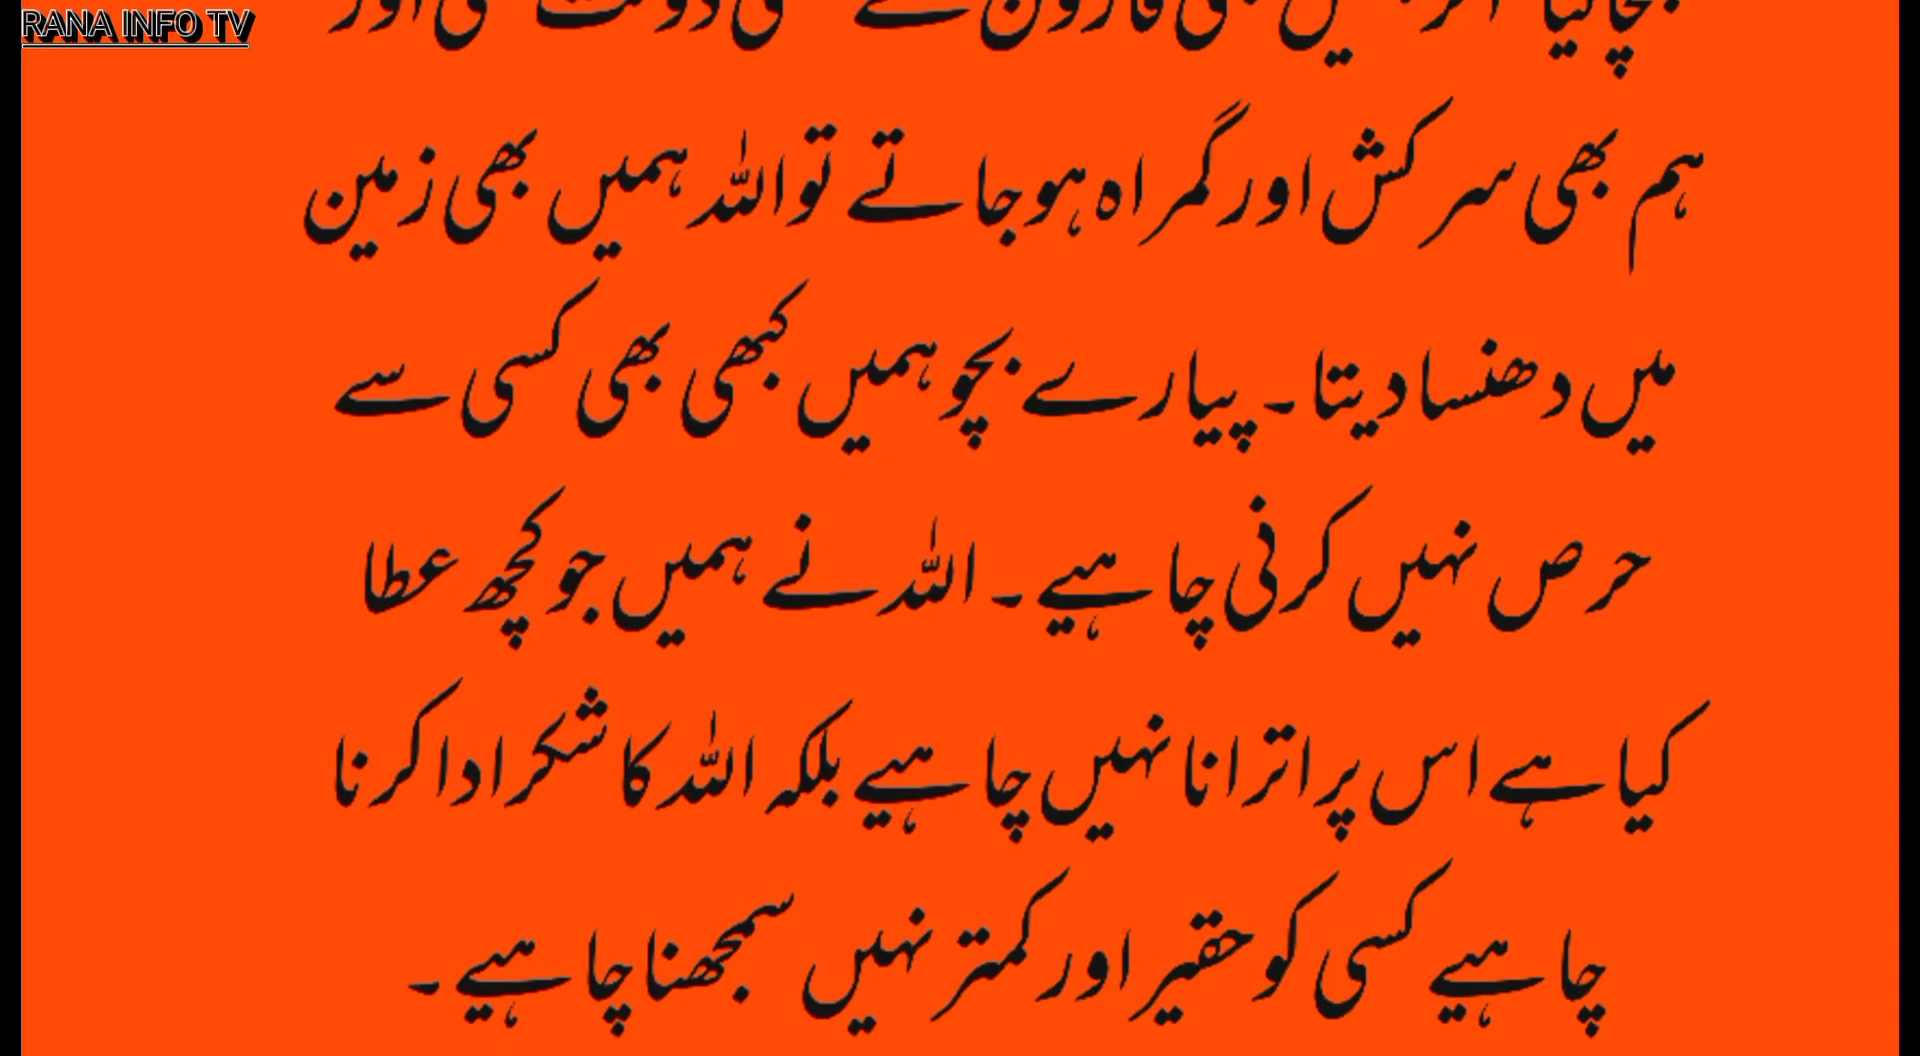 RANA INFO TV
ہم بھی سرکش اور گمراہ ہو جاتے تو اللہ ہمیں بھی زمین
میں دھنسا دیتا۔ پیارے بچو ہمیں کبھی بھی کسی سے
حرص نہیں کرنی چاہیے۔ اللہ نے ہمیں جو کچھ عطا
کیا ہے اس پر اترانا نہیں چاہیے بلکہ اللہ کا شکر ادا کرنا
چاہیے کسی کو حقیر اور کمتر نہیں سمجھنا چاہیے۔